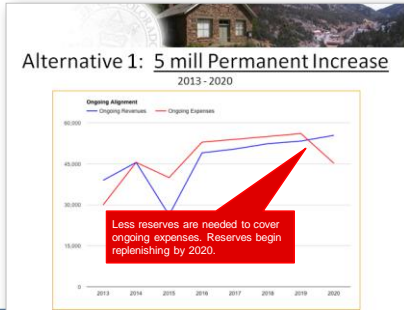 COLORADO
Alternative 1: 5 mill Permanent Increase
2013 - 2020
Ongoing Alignment
Ongoing Revenues Ongoing Expenses
60,000
45,000
30,000
15,000
0
Less reserves are needed to cover
ongoing expenses. Reserves begin
replenishing by 2020.
2013 2014 2015 2016 2017 2018 2019 2020